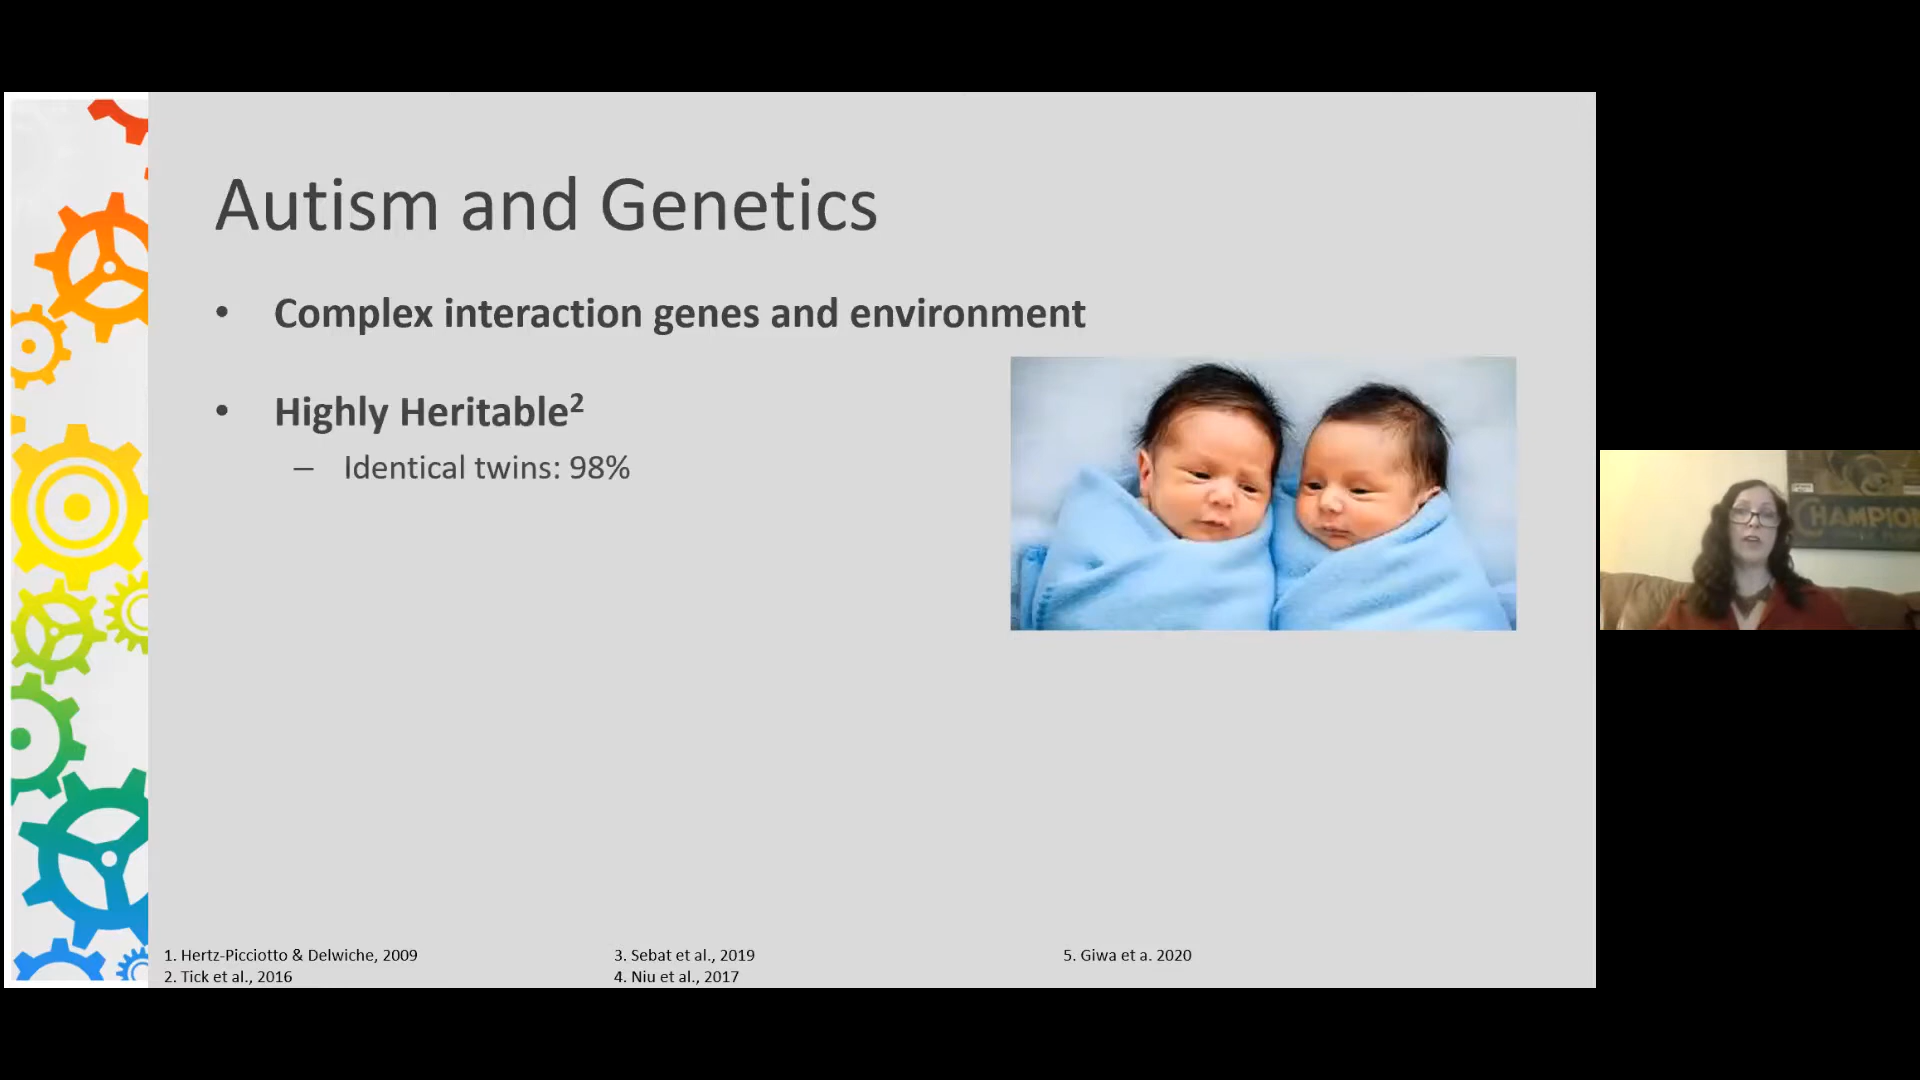 Autism and Genetics
• Complex interaction genes and environment
• Highly Heritable²
– Identical twins: 98%
CHAMPION
1. Hertz-Picciotto & Delwiche, 2009
2. Tick et al., 2016
3. Sebat et al., 2019
4. Niu et al., 2017
5. Giwa et a. 2020